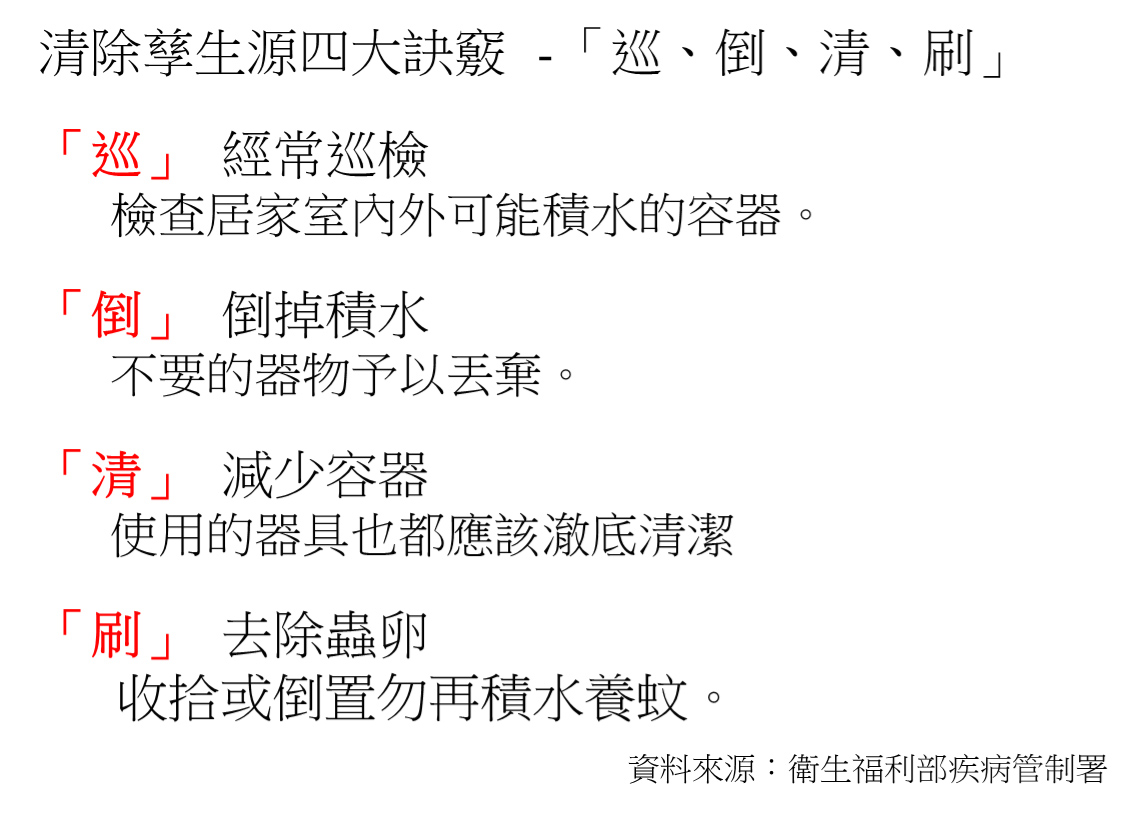 清除孳生源四大訣竅 -「巡、倒、清、刷」
「巡」 經常巡檢
檢查居家室內外可能積水的容器。
「倒」 倒掉積水
不要的器物予以丟棄。
「清」 減少容器
使用的器具也都應該澈底清潔
「刷」 去除蟲卵
收拾或倒置勿再積水養蚊。
資料來源：衛生福利部疾病管制署